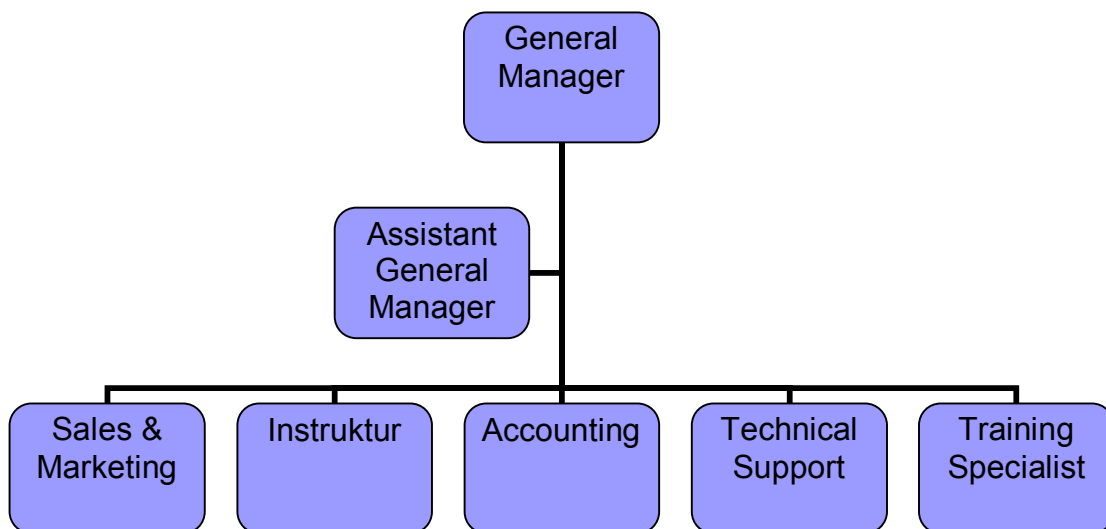 General
Manager
Assistant
General
Manager
Sales &
Marketing
Instruktur
Accounting
Technical
Support
Training
Specialist